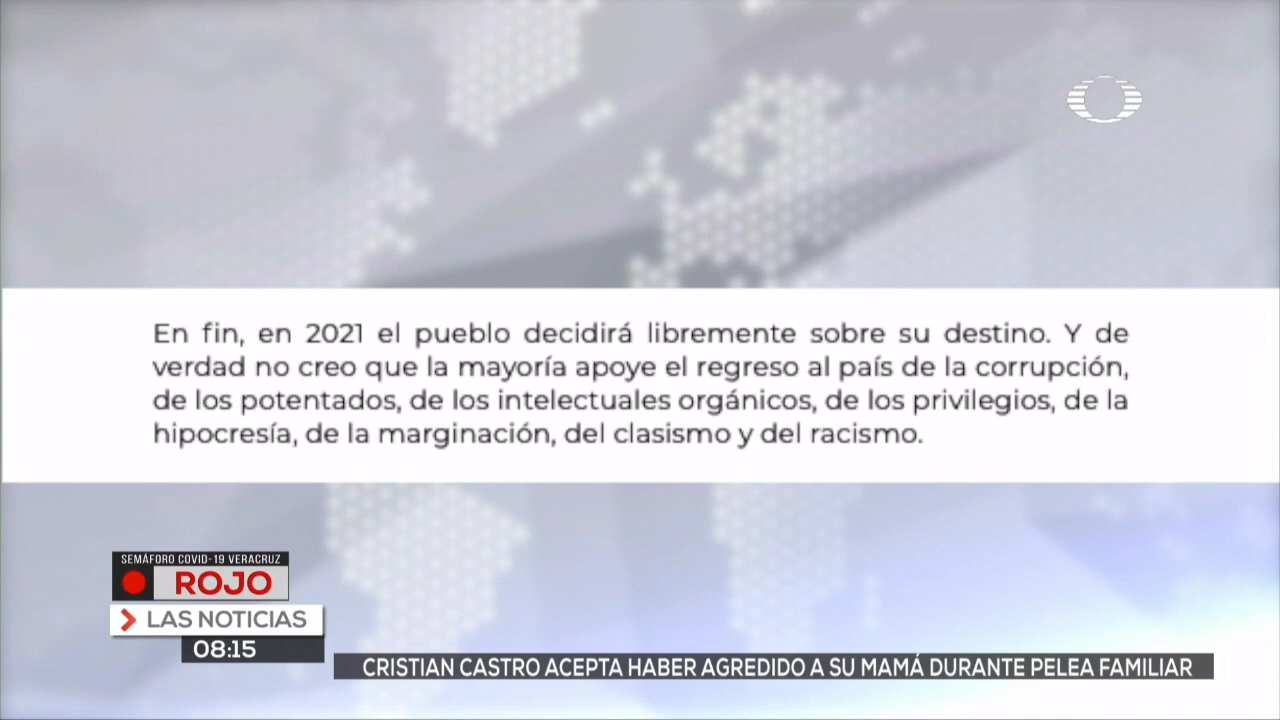 En fin, en 2021 el pueblo decidirá libremente sobre su destino. Y de
verdad no creo que la mayoría apoye el regreso al país de la corrupción,
de los potentados, de los intelectuales orgánicos, de los privilegios, de la
hipocresía, de la marginación, del clasismo y del racismo.
SEMÁFORO COVID-19 VERACRUZ
ROJO
LAS NOTICIAS
08:15
CRISTIAN CASTRO ACEPTA HABER AGREDIDO A SU MAMÁ DURANTE PELEA FAMILIAR